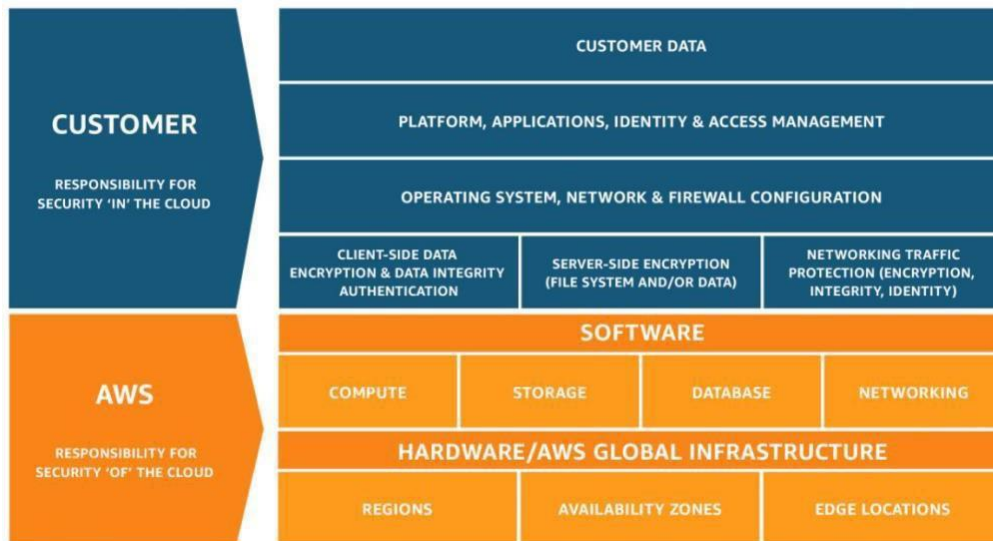 CUSTOMER
RESPONSIBILITY FOR
SECURITY ‘IN’ THE CLOUD
CUSTOMER DATA
PLATFORM, APPLICATIONS, IDENTITY & ACCESS MANAGEMENT
OPERATING SYSTEM, NETWORK & FIREWALL CONFIGURATION
CLIENT-SIDE DATA
ENCRYPTION & DATA INTEGRITY
AUTHENTICATION
SERVER-SIDE ENCRYPTION
(FILE SYSTEM AND/OR DATA)
NETWORKING TRAFFIC
PROTECTION (ENCRYPTION,
INTEGRITY, IDENTITY)
AWS
RESPONSIBILITY FOR
SECURITY ‘OF’ THE CLOUD
SOFTWARE
COMPUTE
STORAGE
DATABASE
NETWORKING
HARDWARE/AWS GLOBAL INFRASTRUCTURE
REGIONS
AVAILABILITY ZONES
EDGE LOCATIONS